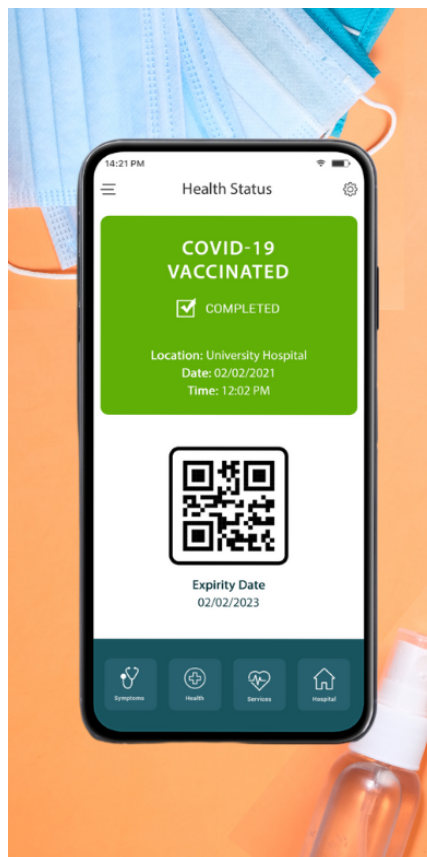 14:21 PM
Health Status
COVID-19
VACCINATED
COMPLETED
Location: University Hospital
Date: 02/02/2021
Time: 12:02 PM
Expirity Date
02/02/2023
Symptoms
Health
Services
Hospital